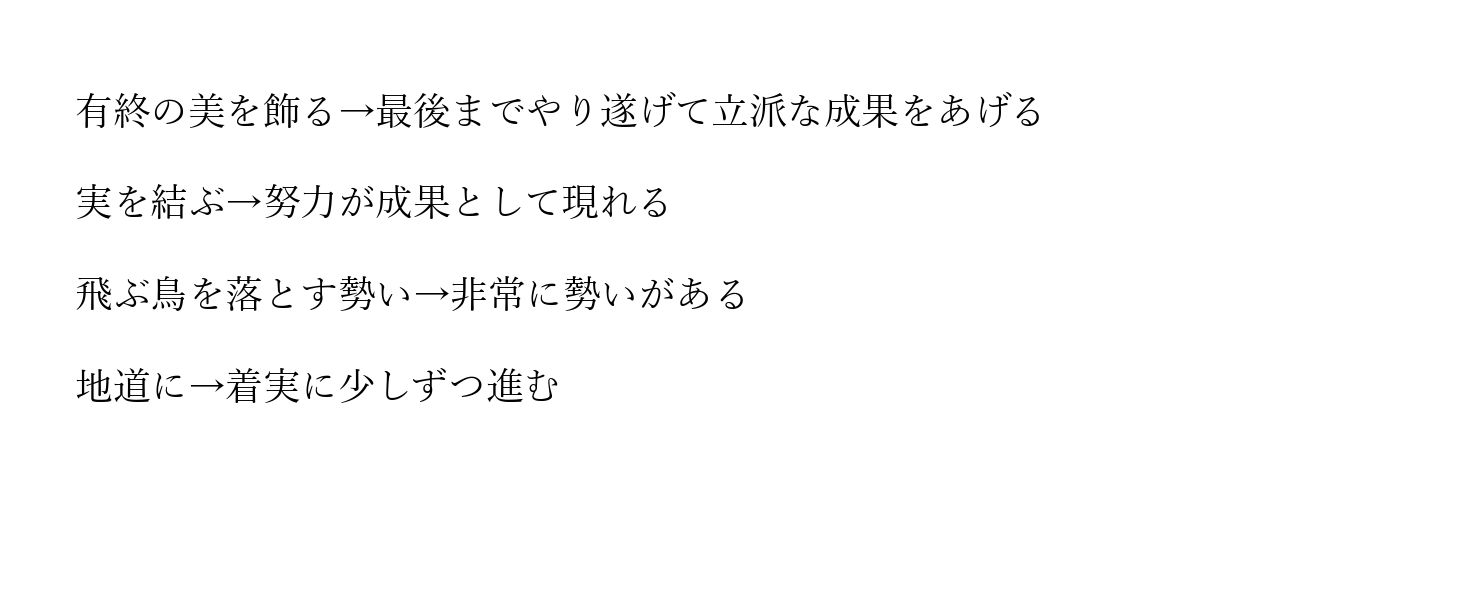 有終の美を飾る→最後までやり遂げて立派な成果をあげる
実を結ぶ→努力が成果として現れる
飛ぶ鳥を落とす勢い→非常に勢いがある
地道に→着実に少しずつ進む